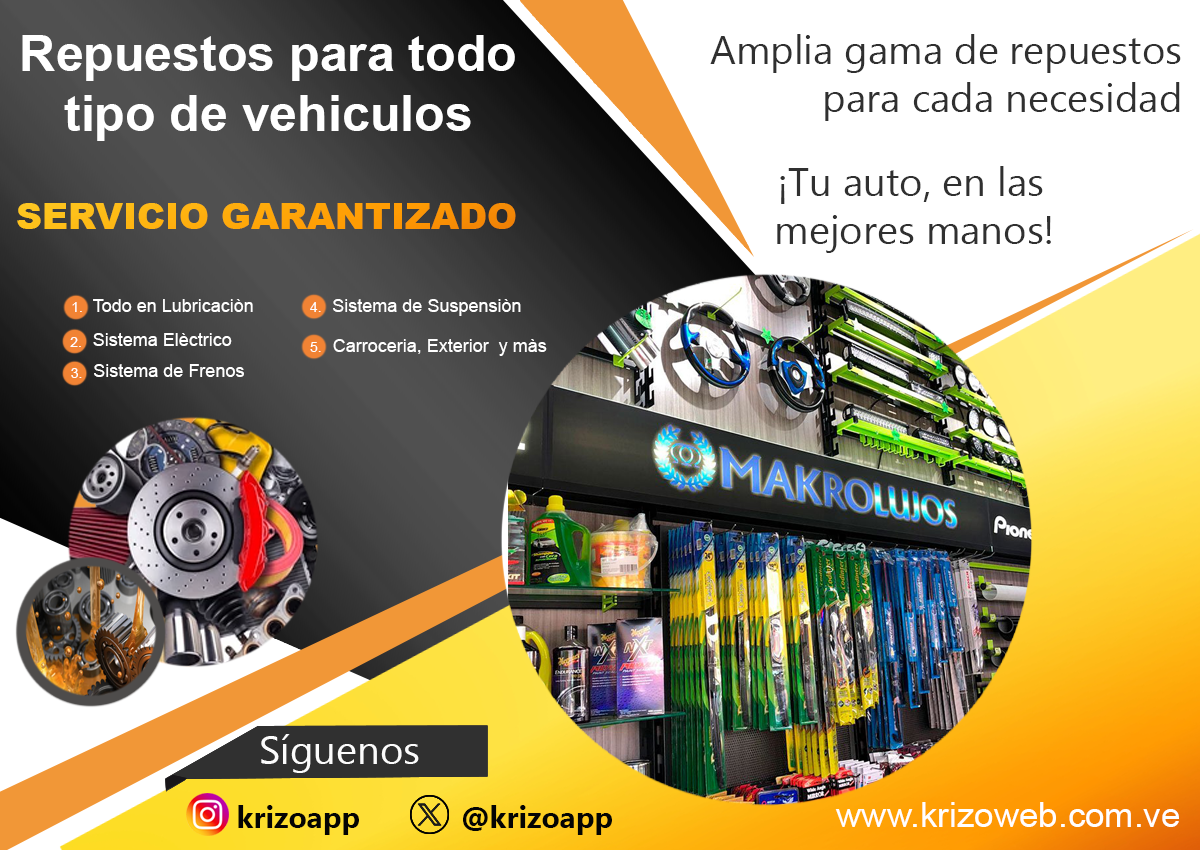 Repuestos para todo
tipo de vehiculos
SERVICIO GARANTIZADO
1. Todo en Lubricaciòn
2. Sistema Elèctrico
3. Sistema de Frenos
4. Sistema de Suspensiòn
5. Carroceria, Exterior y màs
Amplia gama de repuestos
para cada necesidad
¡Tu auto, en las
mejores manos!
MAKROLUJOS
Síguenos
krizoapp
@krizoapp
www.krizoweb.com.ve